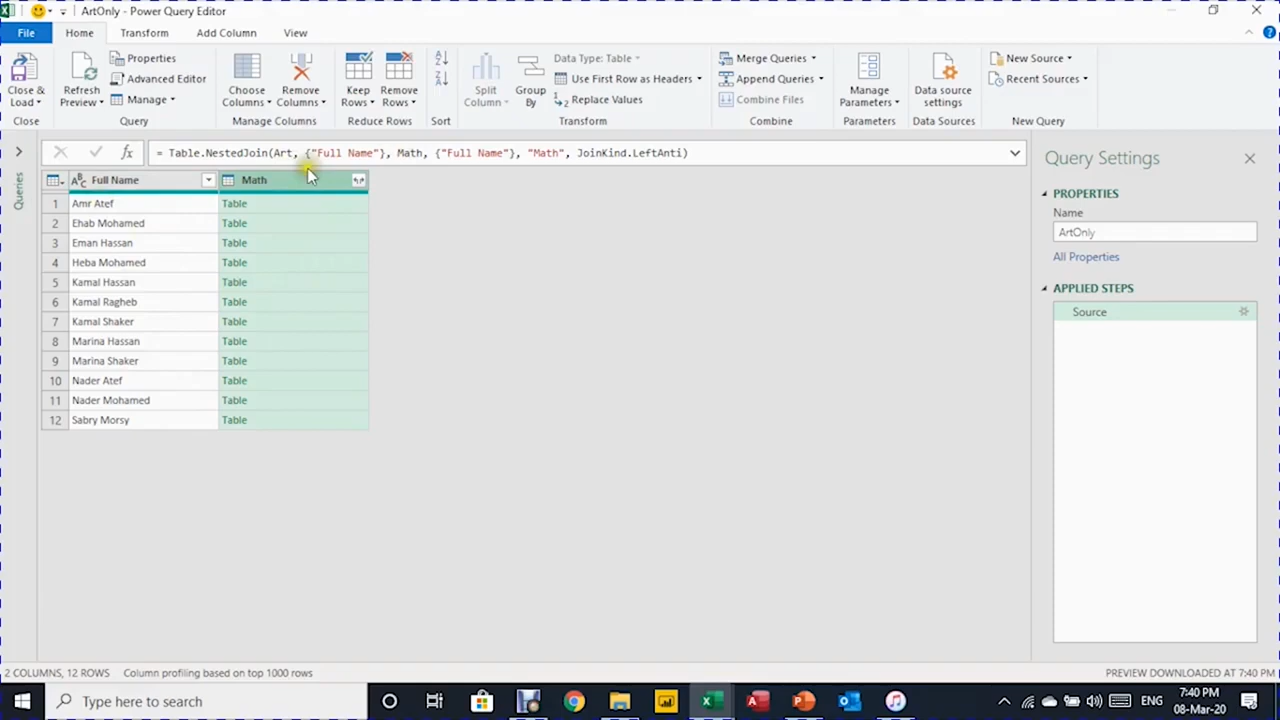 ArtOnly - Power Query Editor
File Home Transform Add Column View
Close & Load
Refresh Preview
Properties
Advanced Editor
Manage
Choose Columns
Remove Columns
Keep Rows
Remove Rows
Split Column
Group By
Data Type: Table
Use First Row as Headers
Replace Values
Merge Queries
Append Queries
Combine Files
Manage Parameters
Data source settings
New Source
Recent Sources
Close Query Manage Columns Reduce Rows Sort Transform Combine Parameters Data Sources New Query
= Table.NestedJoin(Art, {"Full Name"}, Math, {"Full Name"}, "Math", JoinKind.LeftAnti)
Queries
Full Name Math
1 Amr Atef Table
2 Ehab Mohamed Table
3 Eman Hassan Table
4 Heba Mohamed Table
5 Kamal Hassan Table
6 Kamal Ragheb Table
7 Kamal Shaker Table
8 Marina Hassan Table
9 Marina Shaker Table
10 Nader Atef Table
11 Nader Mohamed Table
12 Sabry Morsy Table
Query Settings
PROPERTIES
Name
ArtOnly
All Properties
APPLIED STEPS
Source
2 COLUMNS, 12 ROWS Column profiling based on top 1000 rows
PREVIEW DOWNLOADED AT 7:40 PM
Type here to search
ENG
7:40 PM
08-Mar-20